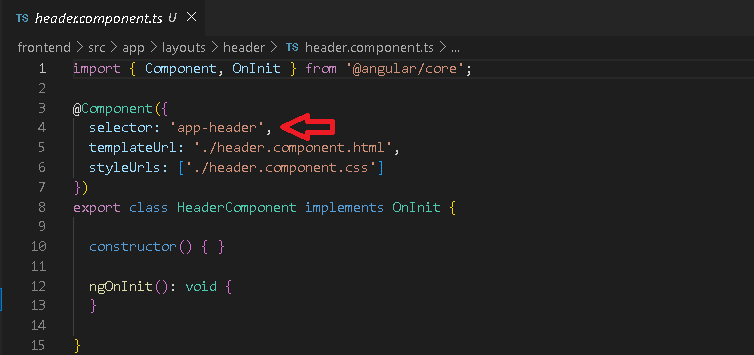 TS header.component.ts U ×
frontend > src > app > layouts > header > TS header.component.ts > ...
1 import { Component, OnInit } from '@angular/core';
2
3 @Component({
4   selector: 'app-header',
5   templateUrl: './header.component.html',
6   styleUrls: ['./header.component.css']
7 })
8 export class HeaderComponent implements OnInit {
9
10   constructor() { }
11
12   ngOnInit(): void {
13   }
14
15 }